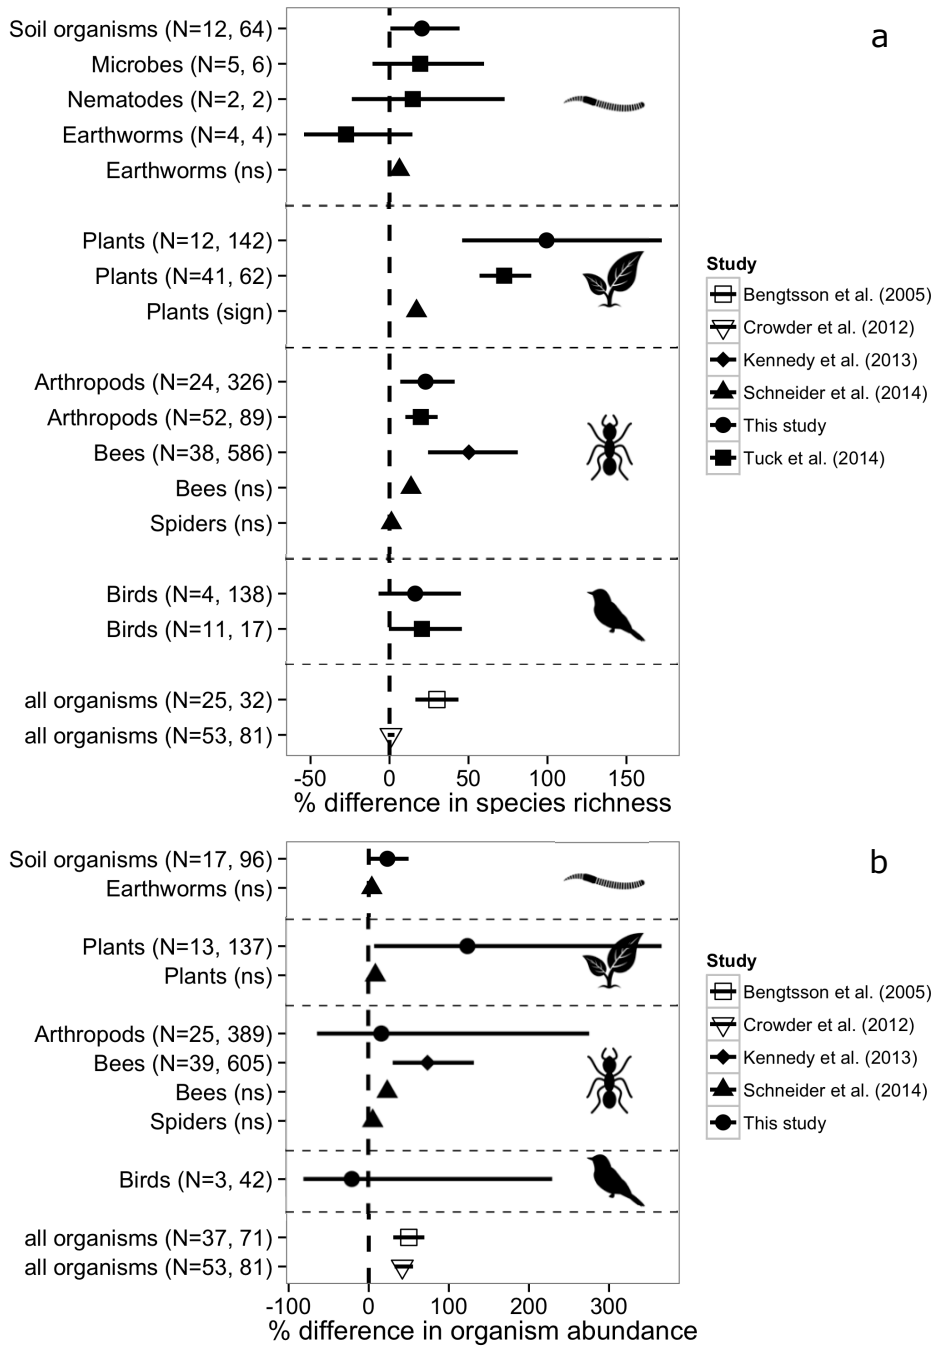 a
Soil organisms (N=12, 64)
Microbes (N=5, 6)
Nematodes (N=2, 2)
Earthworms (N=4, 4)
Earthworms (ns)
Plants (N=12, 142)
Plants (N=41, 62)
Plants (sign)
Arthropods (N=24, 326)
Arthropods (N=52, 89)
Bees (N=38, 586)
Bees (ns)
Spiders (ns)
Birds (N=4, 138)
Birds (N=11, 17)
all organisms (N=25, 32)
all organisms (N=53, 81)
-50 0 50 100 150
% difference in species richness
Study
Bengtsson et al. (2005)
Crowder et al. (2012)
Kennedy et al. (2013)
Schneider et al. (2014)
This study
Tuck et al. (2014)
b
Soil organisms (N=17, 96)
Earthworms (ns)
Plants (N=13, 137)
Plants (ns)
Arthropods (N=25, 389)
Bees (N=39, 605)
Bees (ns)
Spiders (ns)
Birds (N=3, 42)
all organisms (N=37, 71)
all organisms (N=53, 81)
-100 0 100 200 300
% difference in organism abundance
Study
Bengtsson et al. (2005)
Crowder et al. (2012)
Kennedy et al. (2013)
Schneider et al. (2014)
This study